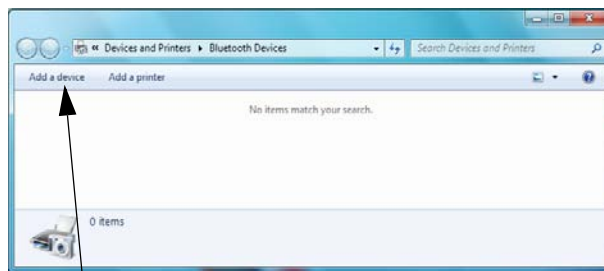 « Devices and Printers ▸ Bluetooth Devices
Search Devices and Printers
Add a device Add a printer
No items match your search.
0 items